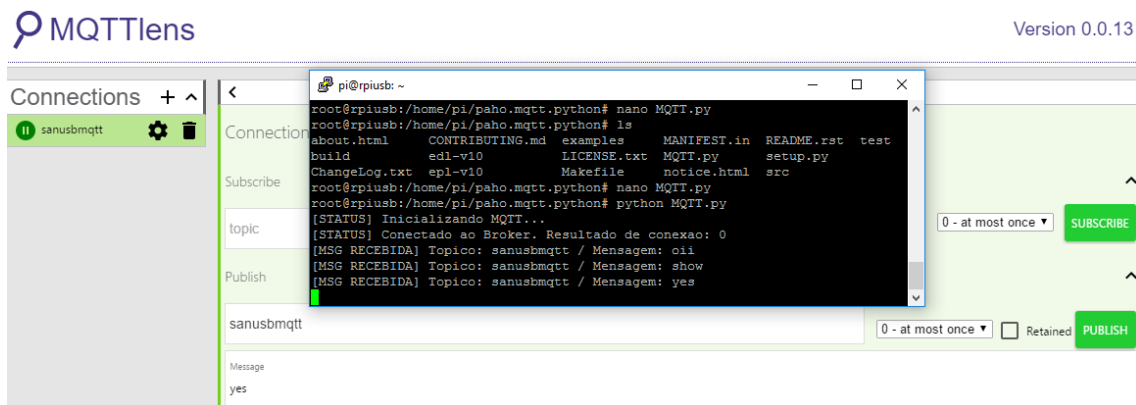 MQTTlens
Version 0.0.13
Connections
sanusbmqtt
Connection
Subscribe
topic
0 - at most once
SUBSCRIBE
Publish
sanusbmqtt
0 - at most once
Retained
PUBLISH
Message
yes
pi@rpiusb: ~
root@rpiusb:/home/pi/paho.mqtt.python# nano MQTT.py
root@rpiusb:/home/pi/paho.mqtt.python# ls
about.html CONTRIBUTING.md examples MANIFEST.in README.rst test
build edl-v10 LICENSE.txt MQTT.py setup.py
ChangeLog.txt epl-v10 Makefile notice.html src
root@rpiusb:/home/pi/paho.mqtt.python# nano MQTT.py
root@rpiusb:/home/pi/paho.mqtt.python# python MQTT.py
[STATUS] Inicializando MQTT...
[STATUS] Conectado ao Broker. Resultado de conexao: 0
[MSG RECEBIDA] Topico: sanusbmqtt / Mensagem: oii
[MSG RECEBIDA] Topico: sanusbmqtt / Mensagem: show
[MSG RECEBIDA] Topico: sanusbmqtt / Mensagem: yes